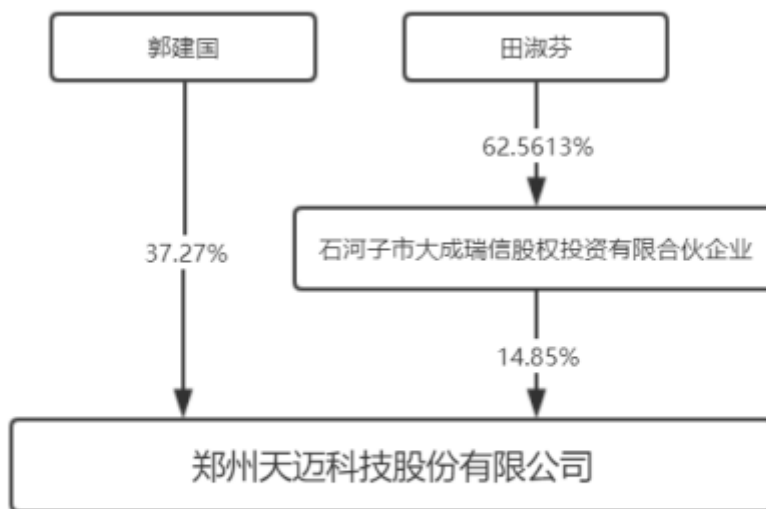 郭建国
田淑芬
62.5613%
石河子市大成瑞信股权投资有限合伙企业
37.27%
14.85%
郑州天迈科技股份有限公司